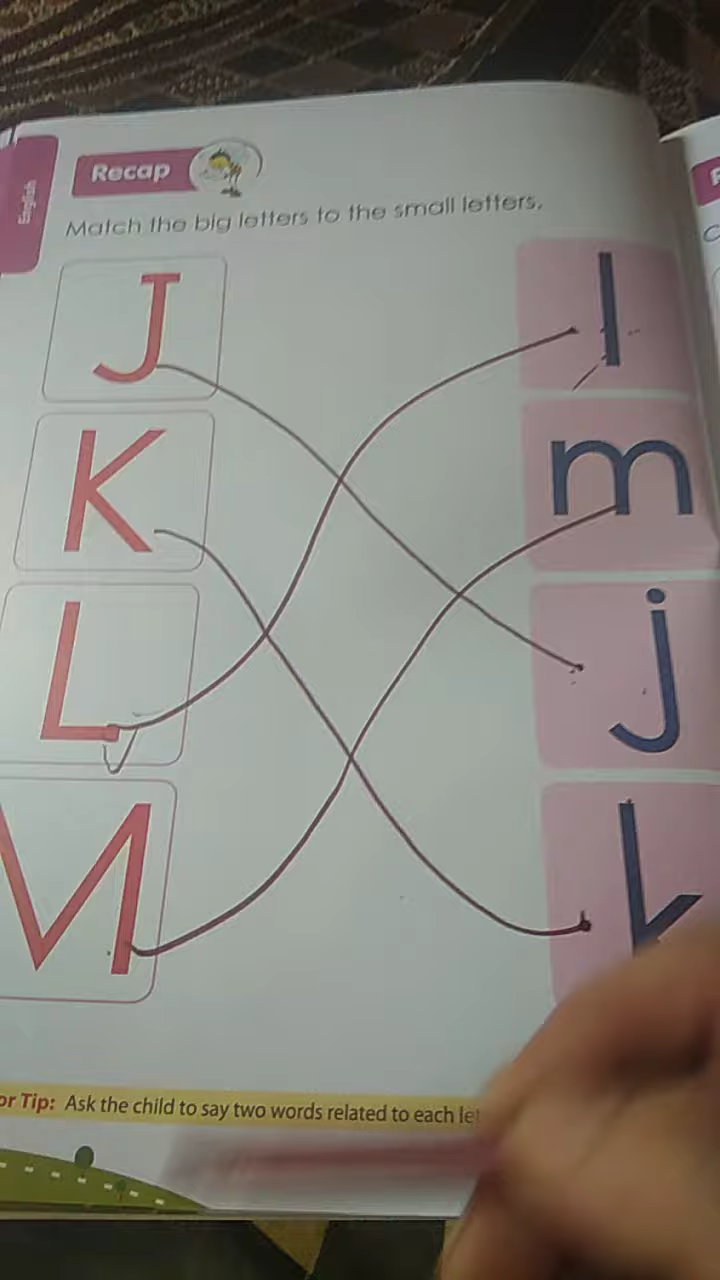 English
Recap
Match the big letters to the small letters.
J l
K m
L j
M k
or Tip: Ask the child to say two words related to each let